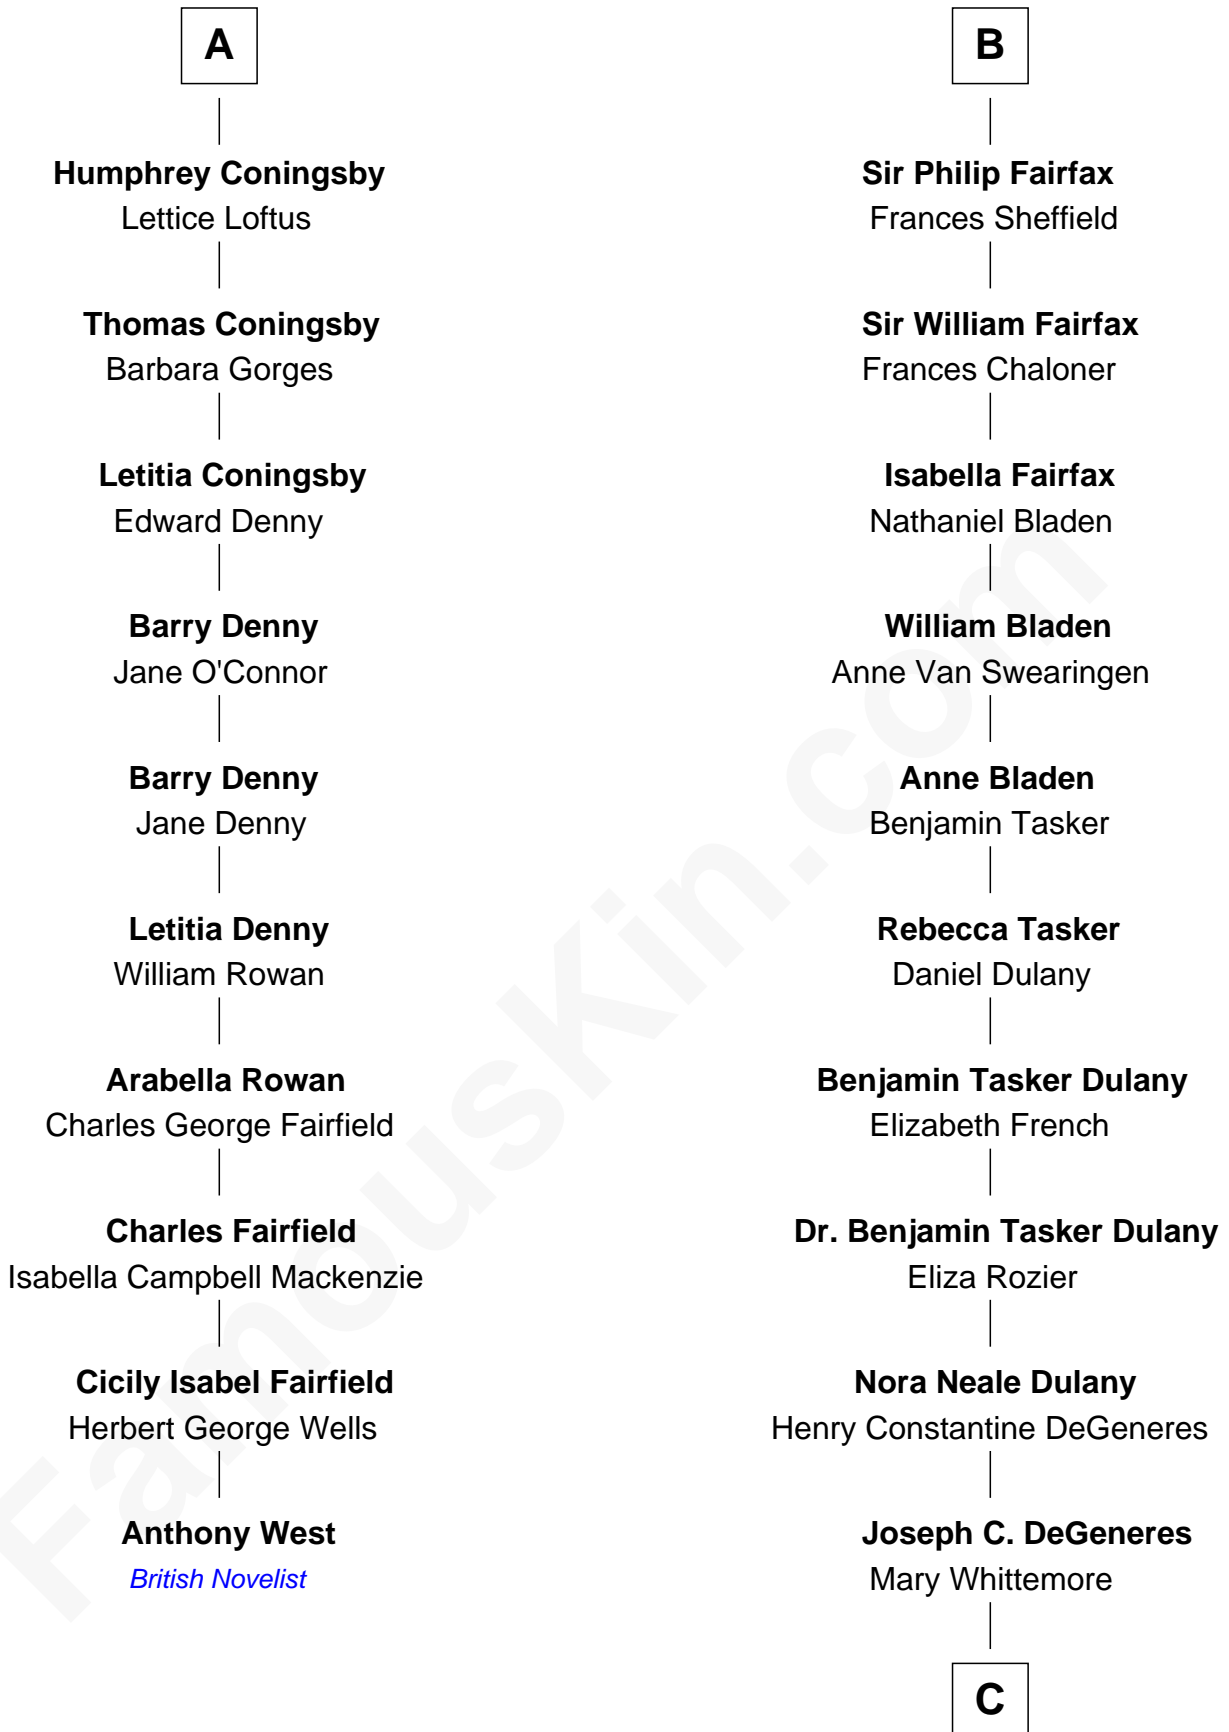 A
Humphrey Coningsby
Lettice Loftus
Thomas Coningsby
Barbara Gorges
Letitia Coningsby
Edward Denny
Barry Denny
Jane O'Connor
Barry Denny
Jane Denny
Letitia Denny
William Rowan
Arabella Rowan
Charles George Fairfield
Charles Fairfield
Isabella Campbell Mackenzie
Cicily Isabel Fairfield
Herbert George Wells
Anthony West
British Novelist
B
Sir Philip Fairfax
Frances Sheffield
Sir William Fairfax
Frances Chaloner
Isabella Fairfax
Nathaniel Bladen
William Bladen
Anne Van Swearingen
Anne Bladen
Benjamin Tasker
Rebecca Tasker
Daniel Dulany
Benjamin Tasker Dulany
Elizabeth French
Dr. Benjamin Tasker Dulany
Eliza Rozier
Nora Neale Dulany
Henry Constantine DeGeneres
Joseph C. DeGeneres
Mary Whittemore
C
FamousKin.com